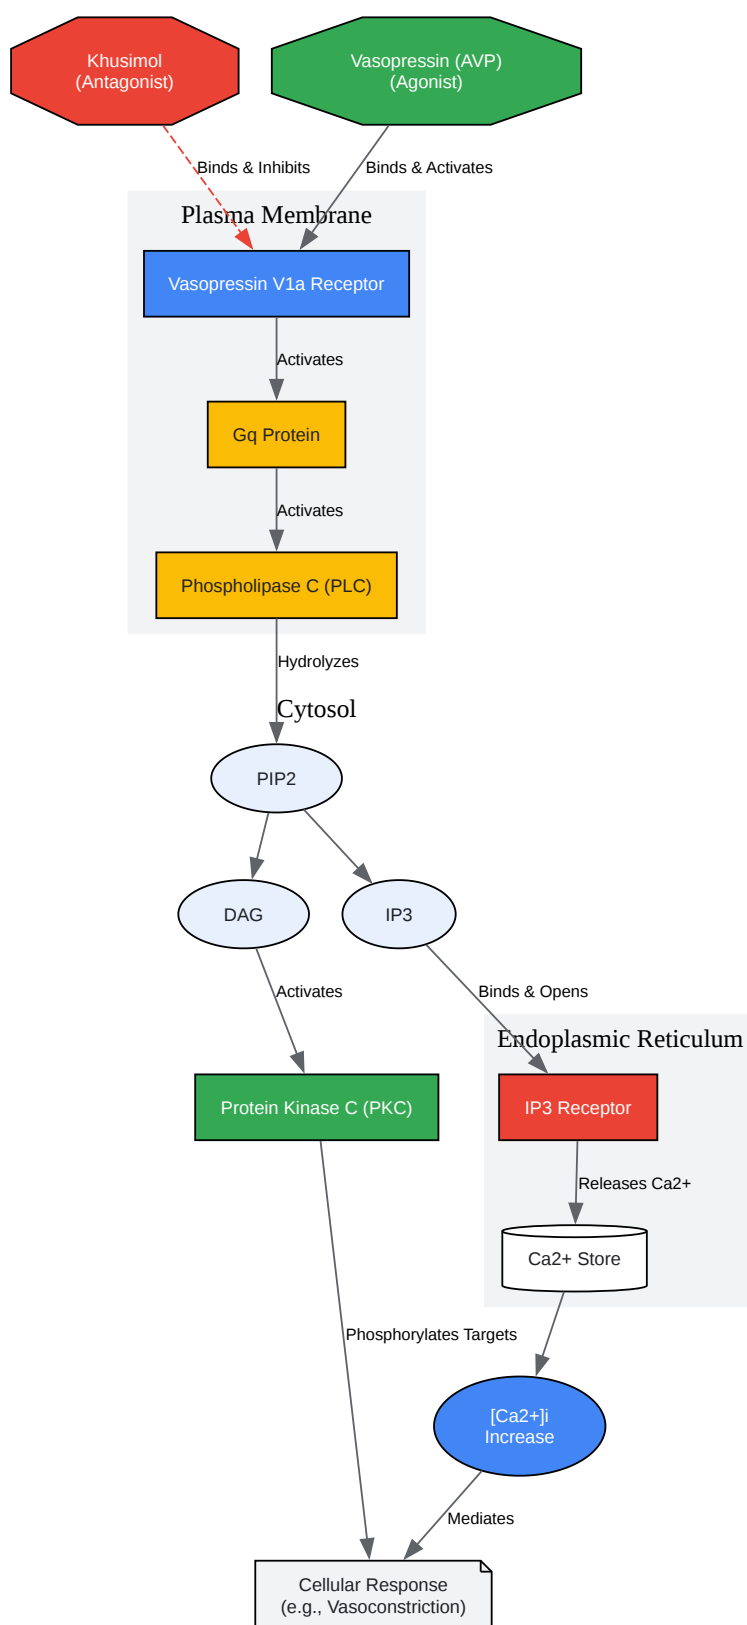 Khusimol
(Antagonist)
Vasopressin (AVP)
(Agonist)
Binds & Inhibits
Binds & Activates
Plasma Membrane
Vasopressin V1a Receptor
Activates
Gq Protein
Activates
Phospholipase C (PLC)
Hydrolyzes
Cytosol
PIP2
DAG
IP3
Activates
Binds & Opens
Endoplasmic Reticulum
Protein Kinase C (PKC)
IP3 Receptor
Releases Ca2+
Ca2+ Store
Phosphorylates Targets
[Ca2+]i
Increase
Mediates
Cellular Response
(e.g., Vasoconstriction)